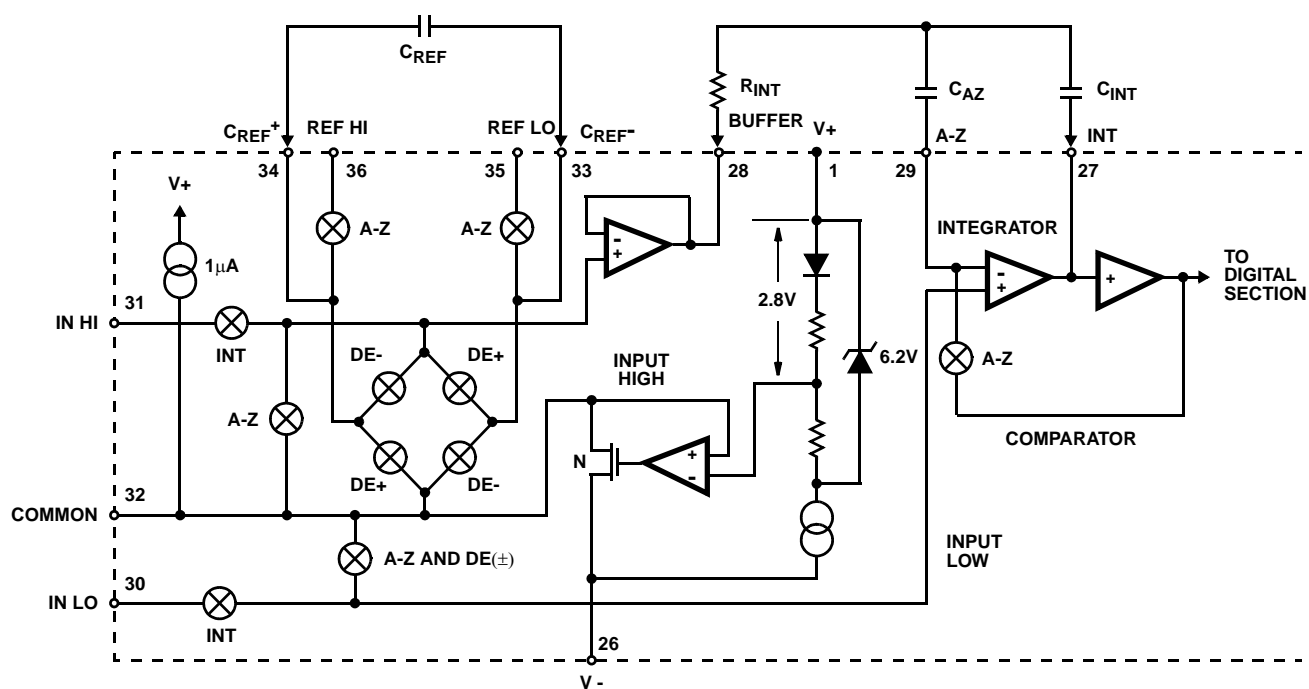 C_REF
R_INT
C_AZ
C_INT
C_REF+
REF HI
REF LO
C_REF-
BUFFER
V+
A-Z
INT
34
36
35
33
28
1
29
27
V+
A-Z
A-Z
INTEGRATOR
1µA
-
+
-
+
+
TO
DIGITAL
SECTION
31
2.8V
IN HI
INT
DE-
DE+
INPUT
HIGH
6.2V
A-Z
A-Z
N
+
-
COMPARATOR
DE+
DE-
32
COMMON
A-Z AND DE(±)
INPUT
LOW
30
IN LO
INT
26
V -